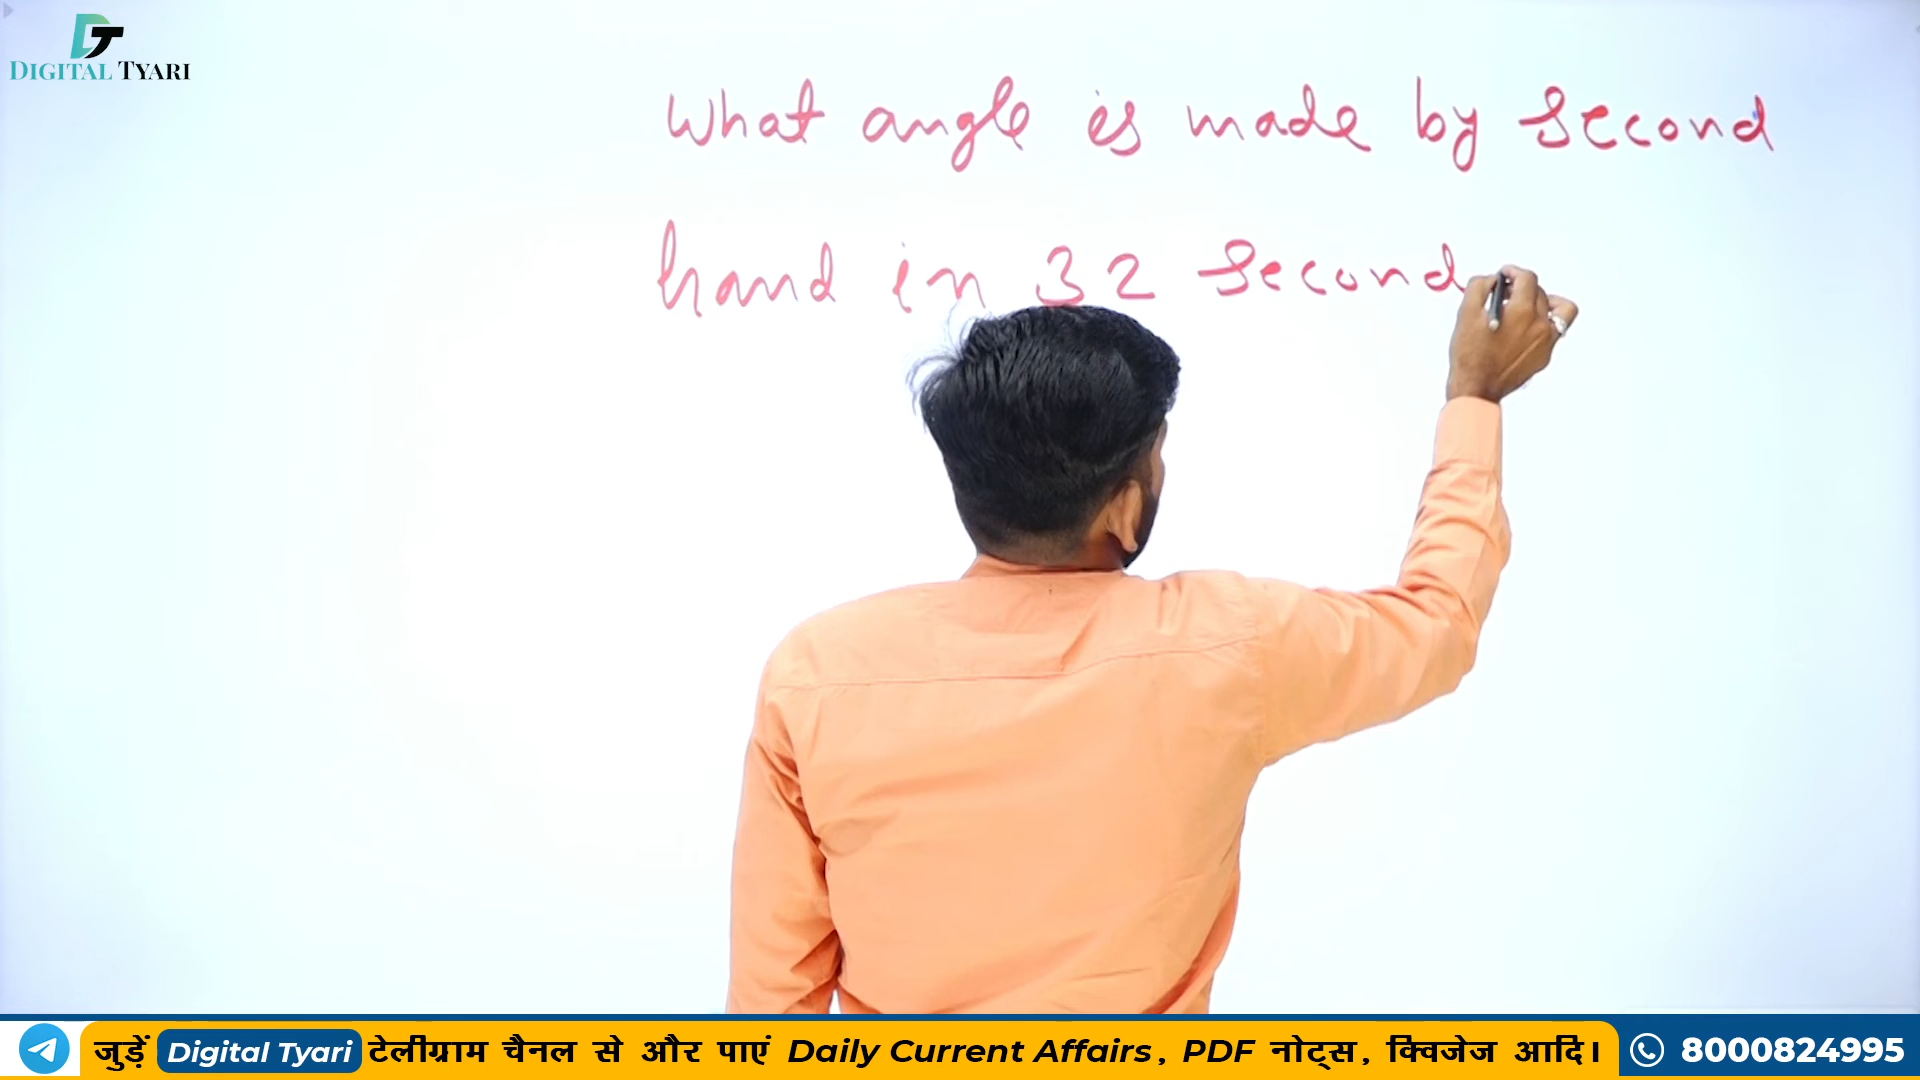 DIGITAL TYARI
What angle is made by second
hand in 32 second
जुड़ें Digital Tyari टेलीग्राम चैनल से और पाएं Daily Current Affairs, PDF नोट्स, क्विजेज आदि। 8000824995